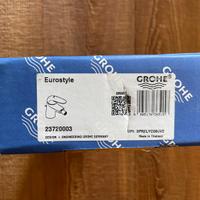 Eurostyle
GROHE
23720003
DESIGN + ENGINEERING GROHE GERMANY
Made in Thailand
GROHE
GROHE